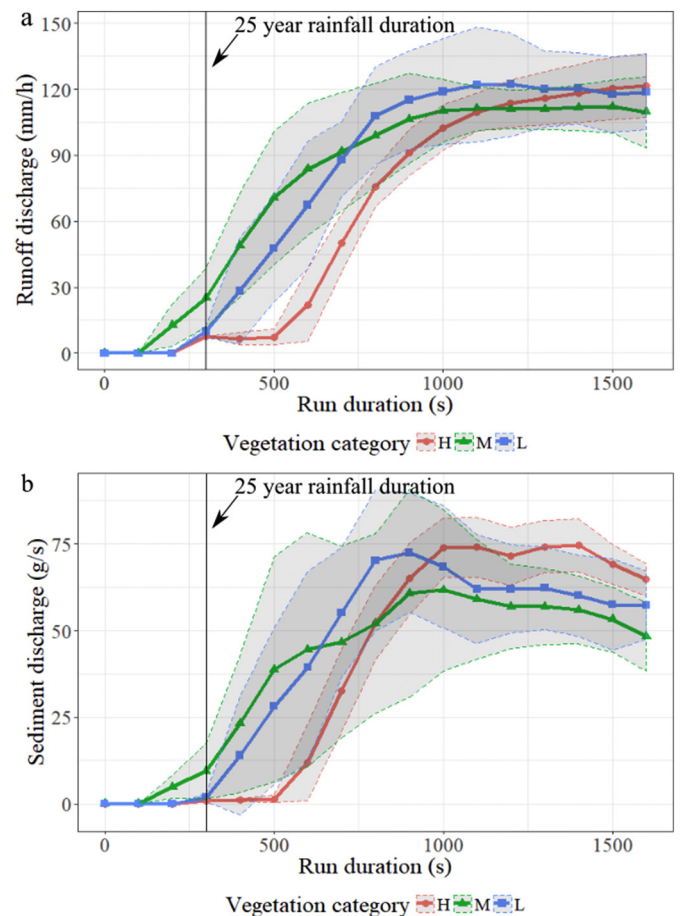 a
25 year rainfall duration
Runoff discharge (mm/h)
150
120
90
60
30
0
0 500 1000 1500
Run duration (s)
Vegetation category H M L
b
25 year rainfall duration
Sediment discharge (g/s)
75
50
25
0
0 500 1000 1500
Run duration (s)
Vegetation category H M L